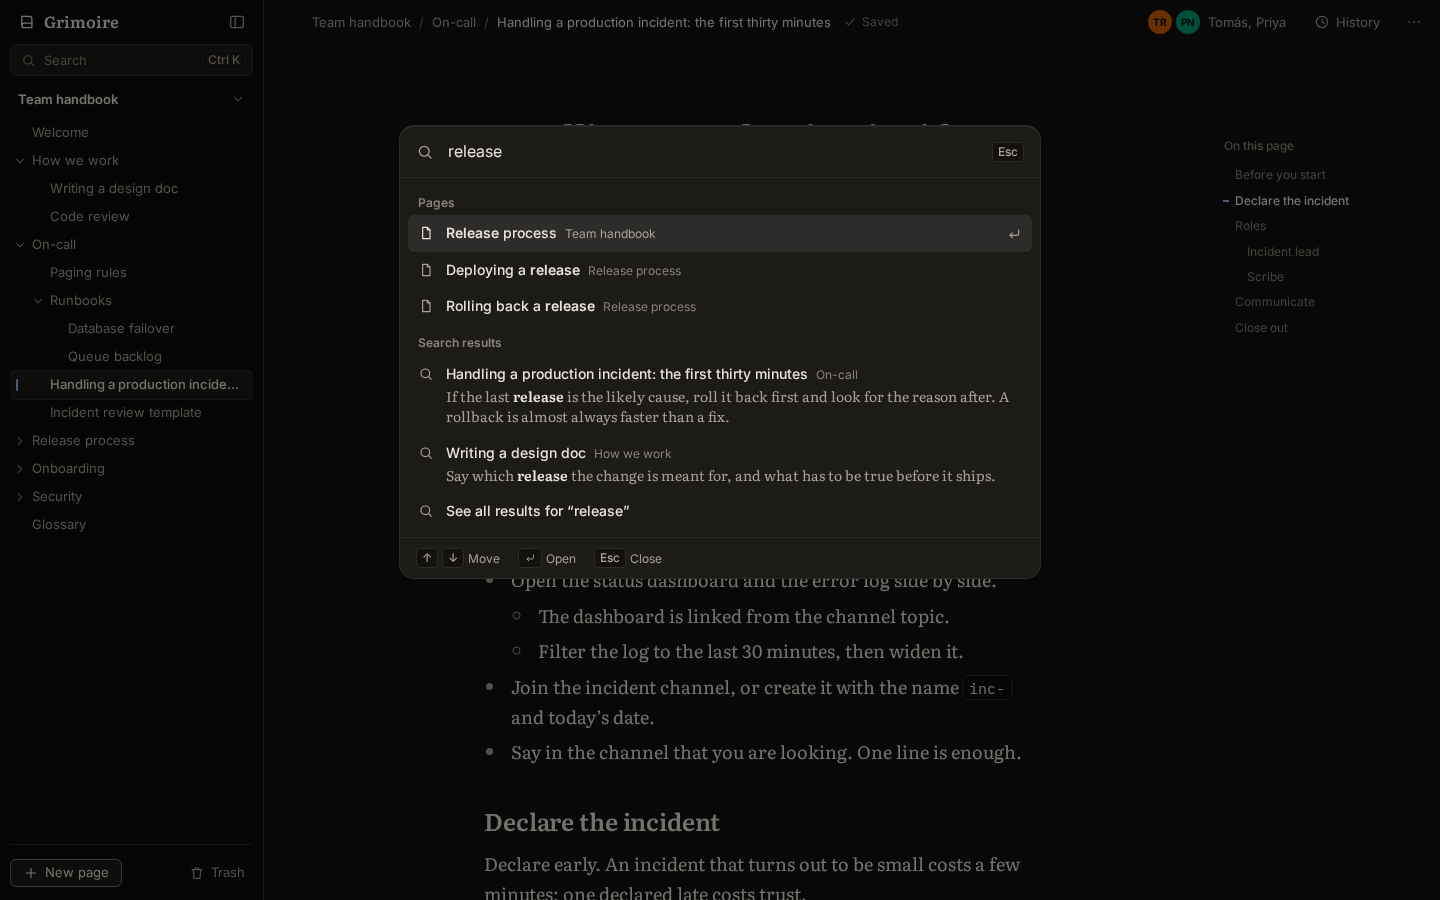 Grimoire
Search Ctrl K
Team handbook
Welcome
How we work
Writing a design doc
Code review
On-call
Paging rules
Runbooks
Database failover
Queue backlog
Handling a production incide…
Incident review template
Release process
Onboarding
Security
Glossary
New page
Trash
Team handbook / On-call / Handling a production incident: the first thirty minutes Saved
TR PN Tomás, Priya History
release Esc
Pages
Release process Team handbook
Deploying a release Release process
Rolling back a release Release process
Search results
Handling a production incident: the first thirty minutes On-call
If the last release is the likely cause, roll it back first and look for the reason after. A
rollback is almost always faster than a fix.
Writing a design doc How we work
Say which release the change is meant for, and what has to be true before it ships.
See all results for “release”
↑ ↓ Move ↵ Open Esc Close
Open the status dashboard and the error log side by side.
The dashboard is linked from the channel topic.
Filter the log to the last 30 minutes, then widen it.
Join the incident channel, or create it with the name inc-
and today’s date.
Say in the channel that you are looking. One line is enough.
Declare the incident
Declare early. An incident that turns out to be small costs a few
minutes; one declared late costs trust.
On this page
Before you start
Declare the incident
Roles
Incident lead
Scribe
Communicate
Close out